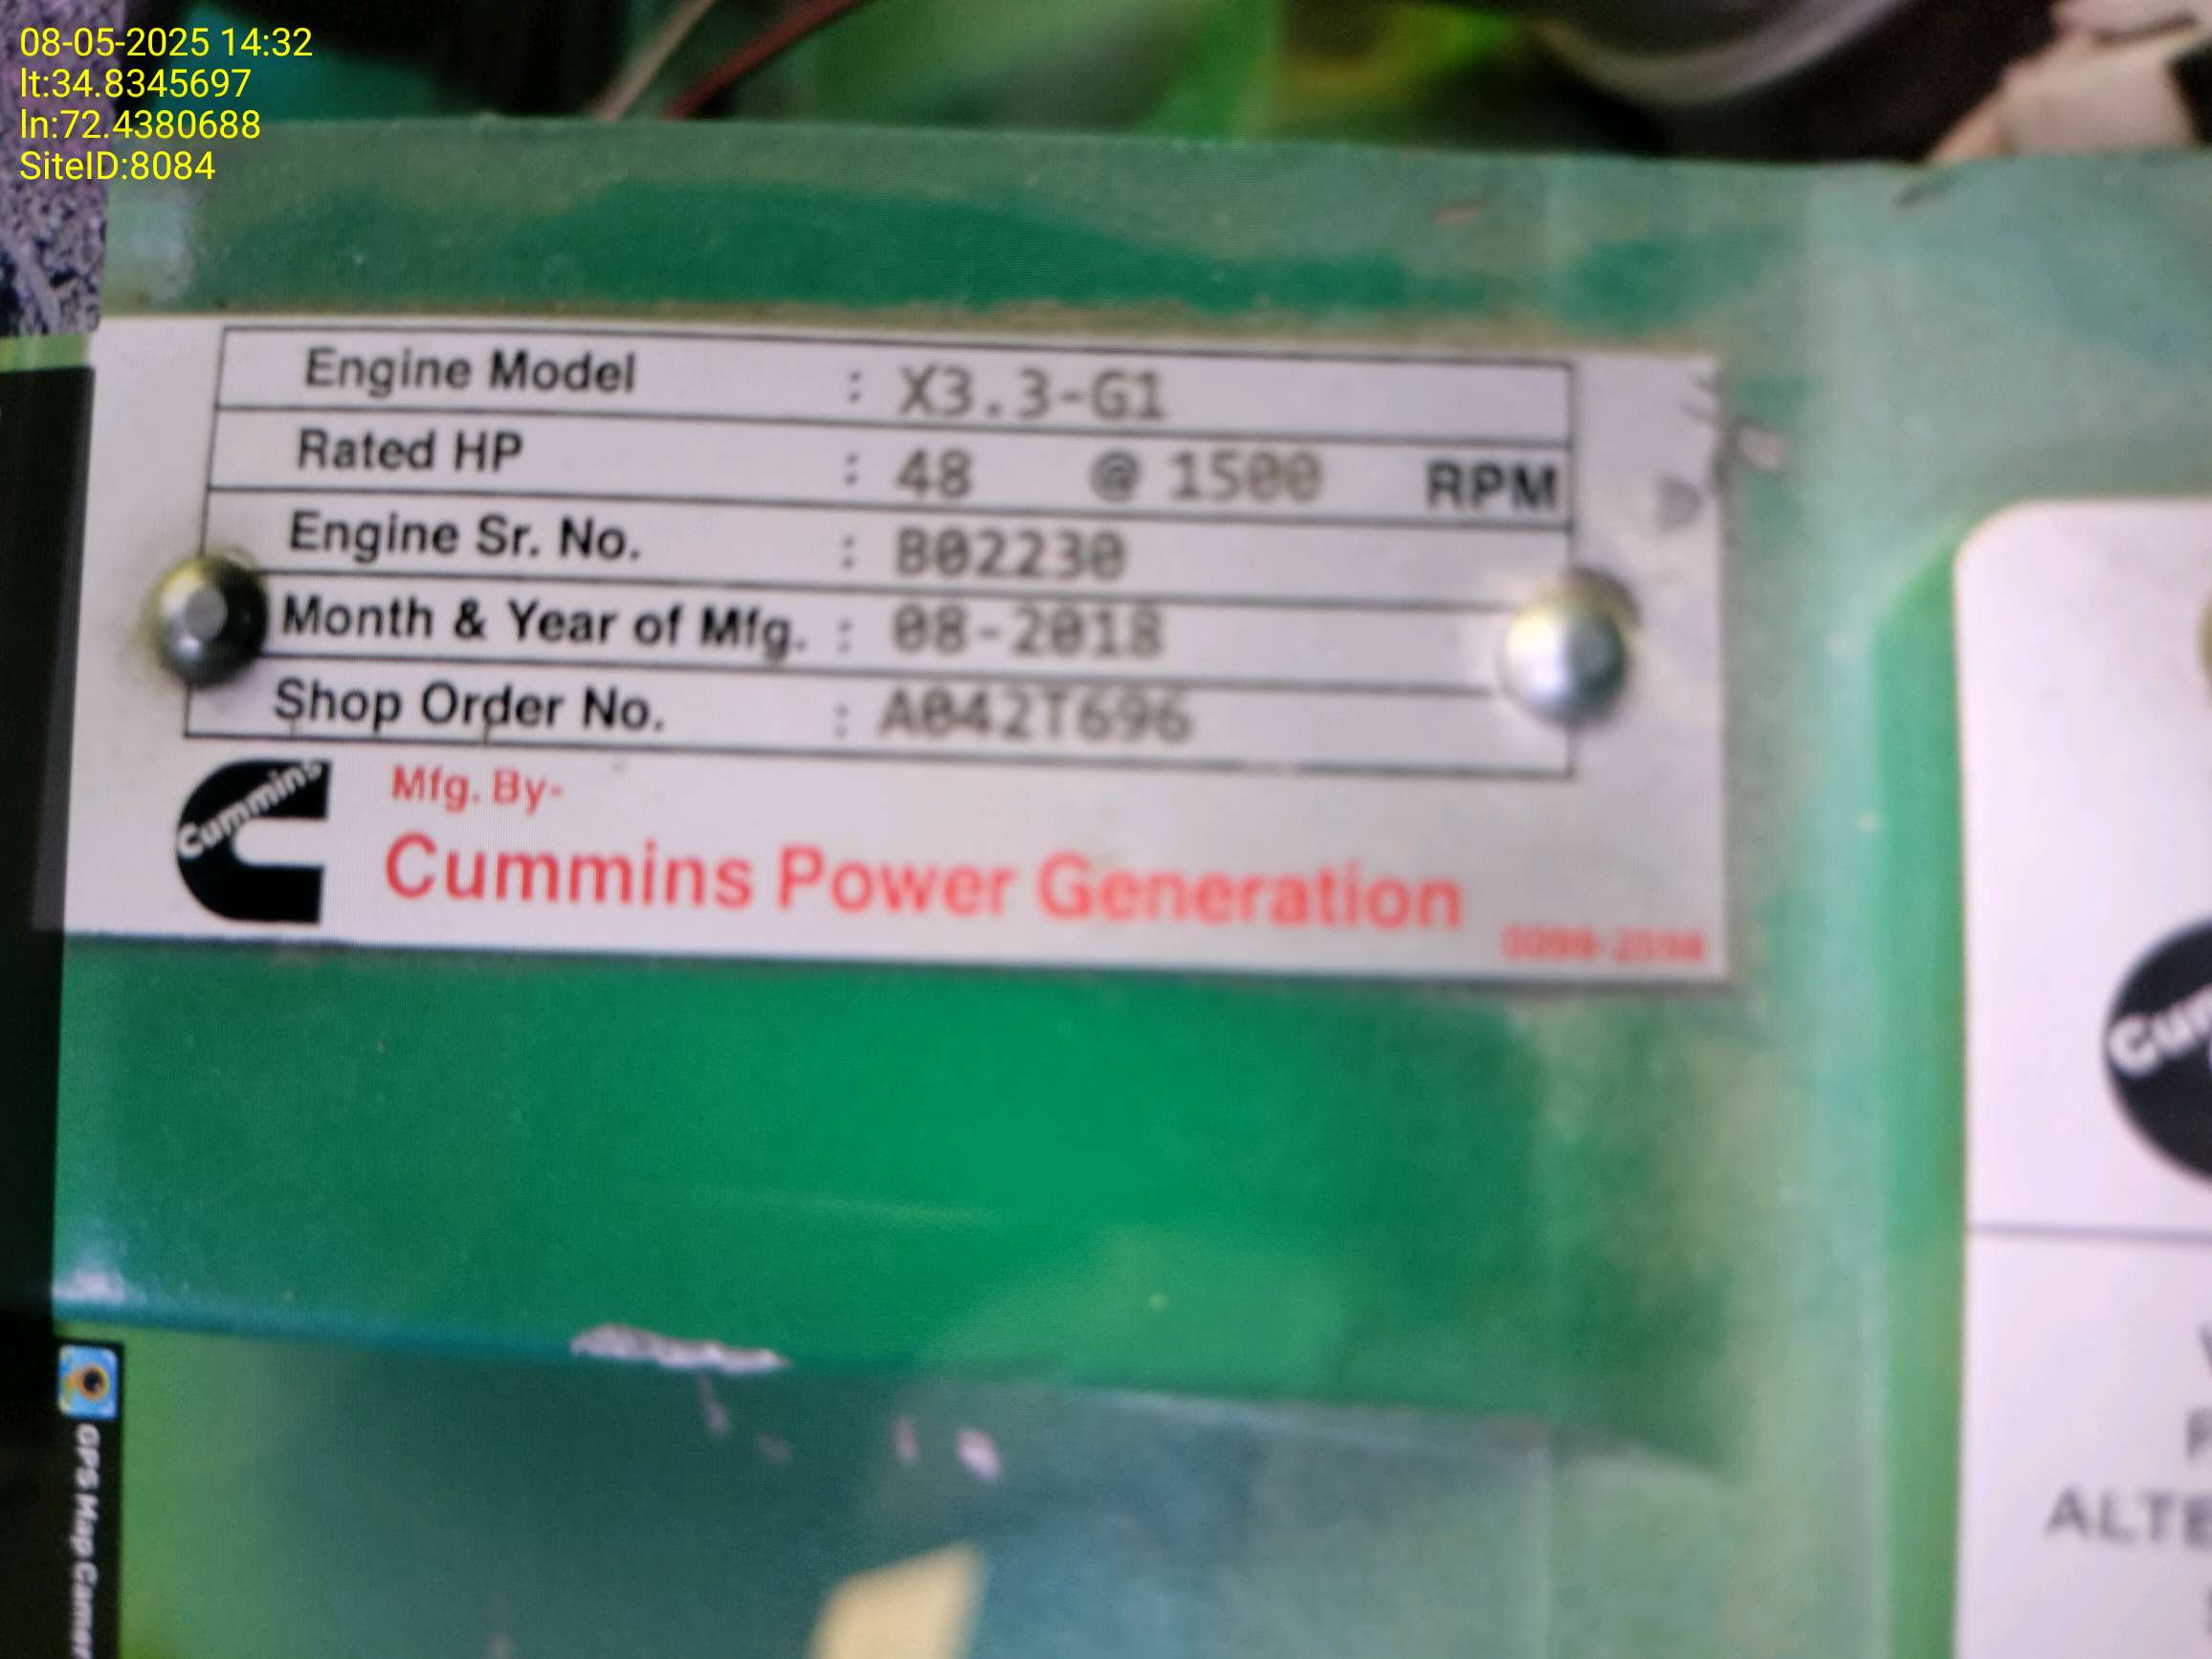 08-05-2025 14:32
lt:34.8345697
ln:72.4380688
SiteID:8084
Engine Model : X3.3-G1
Rated HP : 48 @ 1500 RPM
Engine Sr. No. : B02230
Month & Year of Mfg. : 08-2018
Shop Order No. : A042T696
Cummins
Mfg. By-
Cummins Power Generation
GPS Map Camer